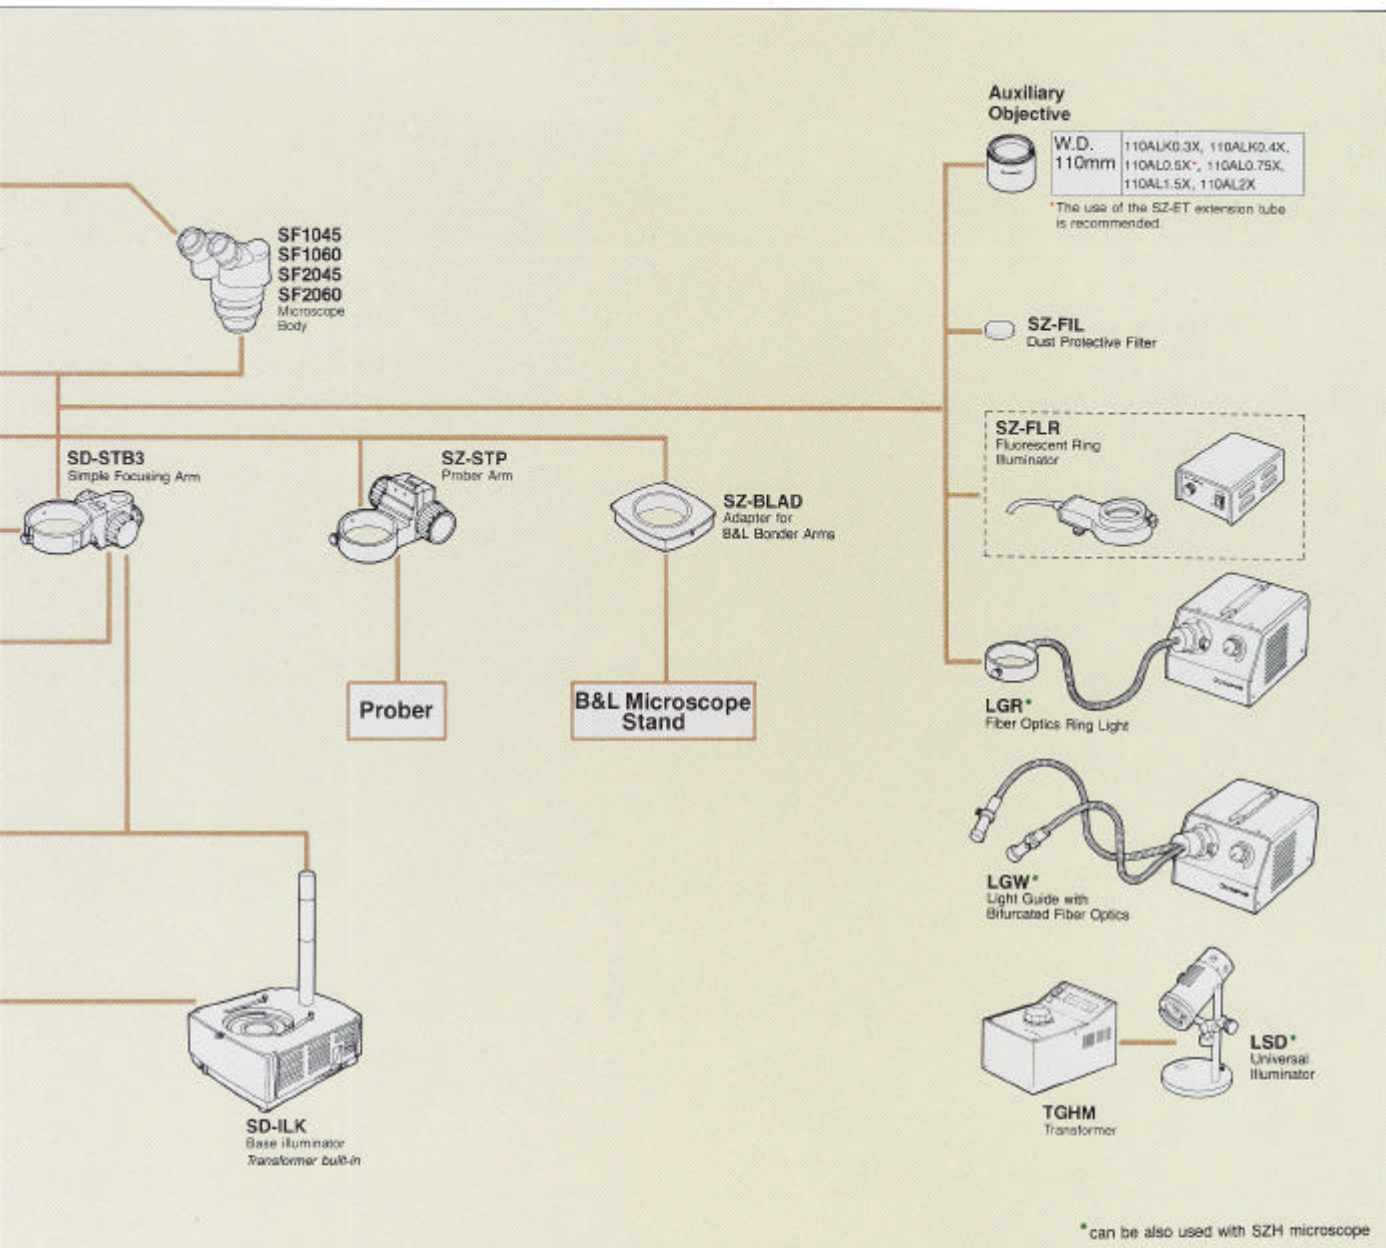 Auxiliary
Objective
W.D.
110mm
110ALK0.3X, 110ALK0.4X,
110AL0.5X*, 110AL0.75X,
110AL1.5X, 110AL2X
*The use of the SZ-ET extension tube
is recommended.
SF1045
SF1060
SF2045
SF2060
Microscope
Body
SZ-FIL
Dust Protective Filter
SZ-FLR
Fluorescent Ring
Illuminator
SD-STB3
Simple Focusing Arm
SZ-STP
Prober Arm
SZ-BLAD
Adapter for
B&L Bonder Arms
Prober
B&L Microscope
Stand
OLYMPUS
LGR*
Fiber Optics Ring Light
OLYMPUS
LGW*
Light Guide with
Bifurcated Fiber Optics
LSD*
Universal
Illuminator
TGHM
Transformer
SD-ILK
Base illuminator
Transformer built-in
*can be also used with SZH microscope